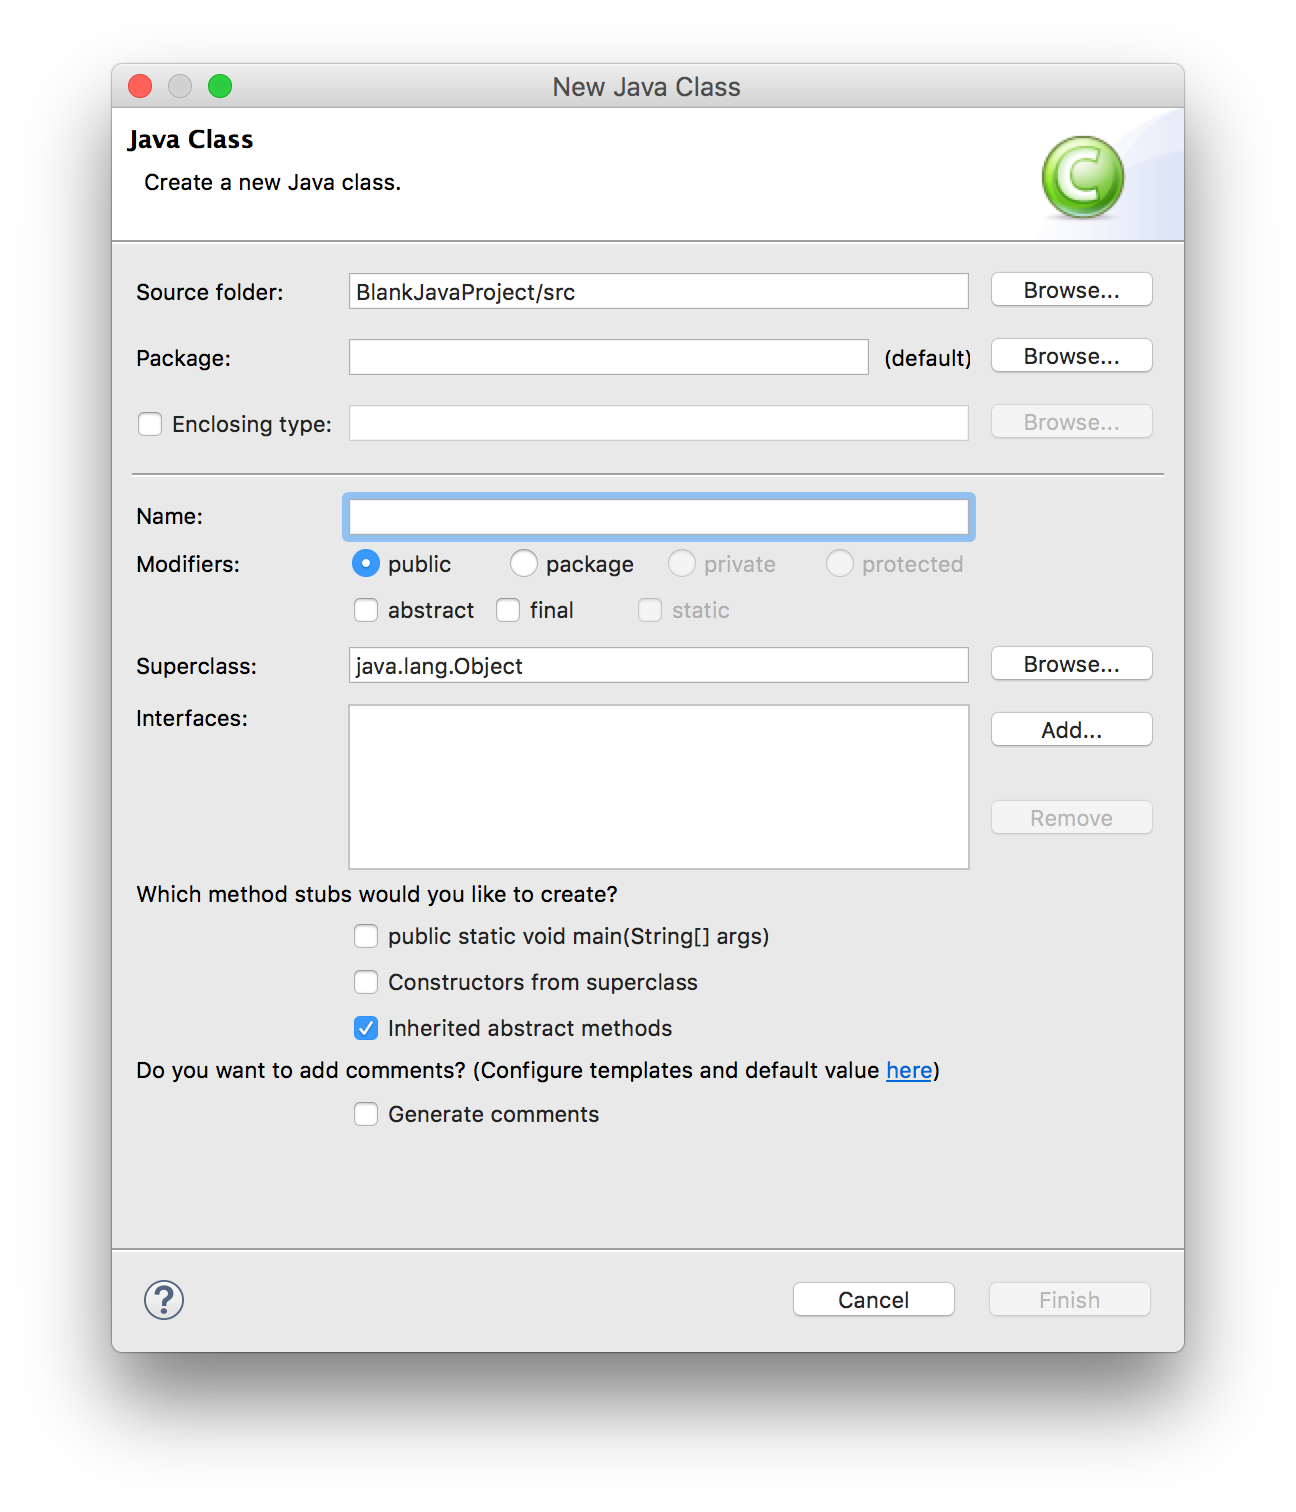 New Java Class
Java Class
Create a new Java class.
C
Source folder: BlankJavaProject/src Browse...
Package: (default) Browse...
Enclosing type: Browse...
Name:
Modifiers: public package private protected
abstract final static
Superclass: java.lang.Object Browse...
Interfaces: Add...
Remove
Which method stubs would you like to create?
public static void main(String[] args)
Constructors from superclass
Inherited abstract methods
Do you want to add comments? (Configure templates and default value here)
Generate comments
? Cancel Finish